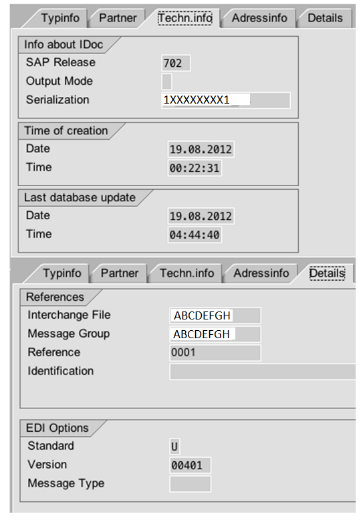 Typinfo Partner Techn.info Adressinfo Details
Info about IDoc
SAP Release 702
Output Mode
Serialization 1XXXXXXXX1
Time of creation
Date 19.08.2012
Time 00:22:31
Last database update
Date 19.08.2012
Time 04:44:40
Typinfo Partner Techn.info Adressinfo Details
References
Interchange File ABCDEFGH
Message Group ABCDEFGH
Reference 0001
Identification
EDI Options
Standard U
Version 00401
Message Type